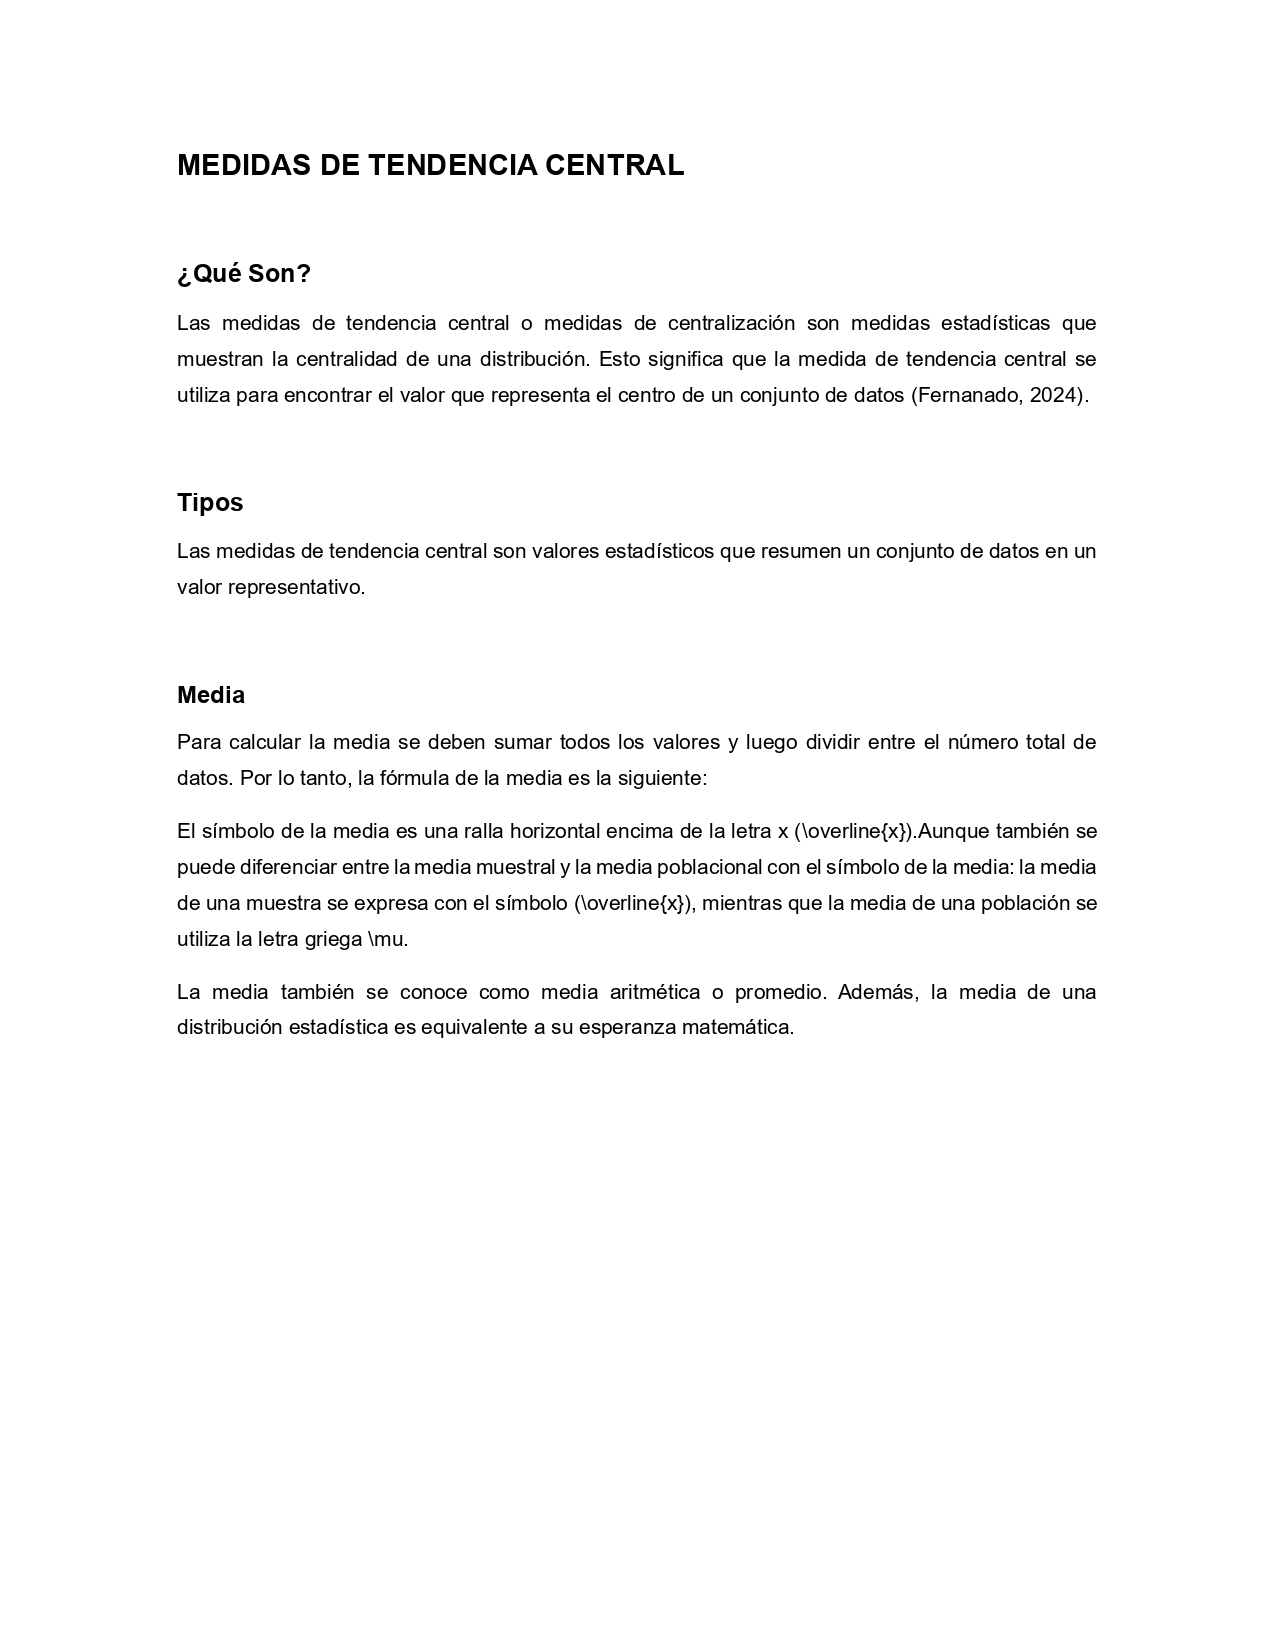 MEDIDAS DE TENDENCIA CENTRAL
¿Qué Son?
Las medidas de tendencia central o medidas de centralización son medidas estadísticas que
muestran la centralidad de una distribución. Esto significa que la medida de tendencia central se
utiliza para encontrar el valor que representa el centro de un conjunto de datos (Fernanado, 2024).
Tipos
Las medidas de tendencia central son valores estadísticos que resumen un conjunto de datos en un
valor representativo.
Media
Para calcular la media se deben sumar todos los valores y luego dividir entre el número total de
datos. Por lo tanto, la fórmula de la media es la siguiente:
El símbolo de la media es una ralla horizontal encima de la letra x (\overline{x}).Aunque también se
puede diferenciar entre la media muestral y la media poblacional con el símbolo de la media: la media
de una muestra se expresa con el símbolo (\overline{x}), mientras que la media de una población se
utiliza la letra griega \mu.
La media también se conoce como media aritmética o promedio. Además, la media de una
distribución estadística es equivalente a su esperanza matemática.